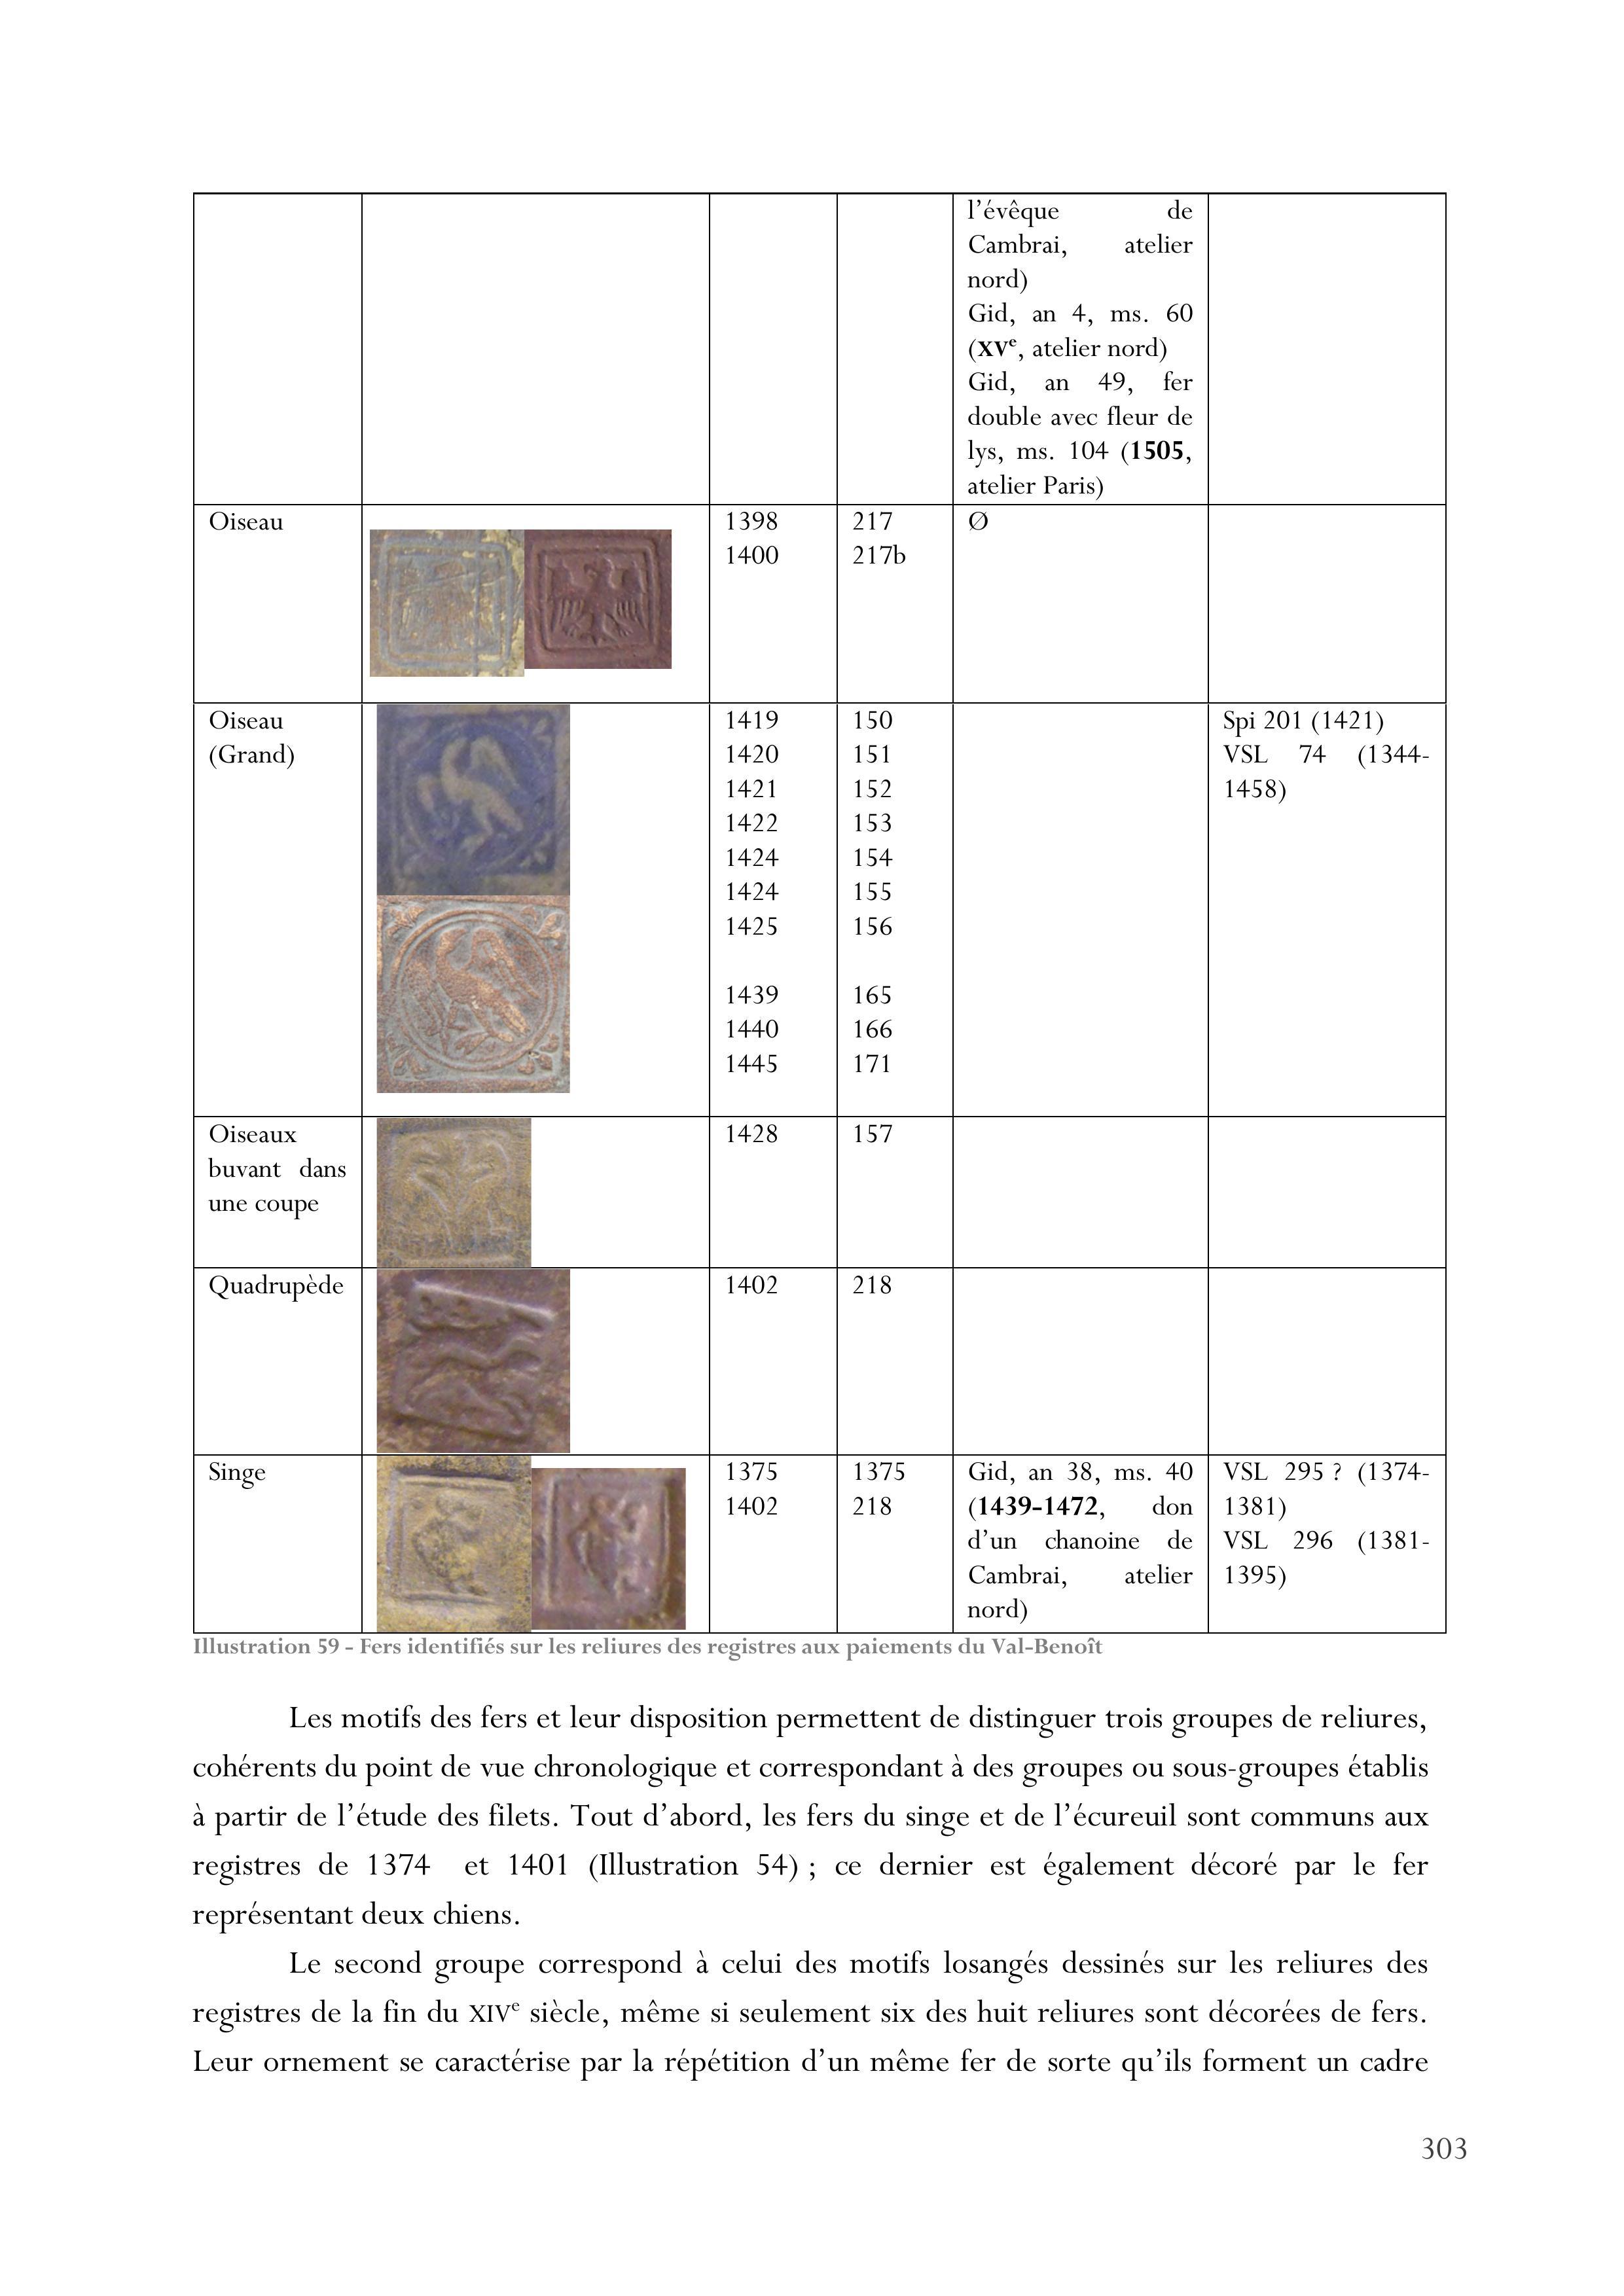 l’évêque de
Cambrai, atelier
nord)
Gid, an 4, ms. 60
(XVe, atelier nord)
Gid, an 49, fer
double avec fleur de
lys, ms. 104 (1505,
atelier Paris)
Oiseau
1398
1400
217
217b
Ø
Oiseau
(Grand)
1419
1420
1421
1422
1424
1424
1425
1439
1440
1445
150
151
152
153
154
155
156
165
166
171
Spi 201 (1421)
VSL 74 (1344-
1458)
Oiseaux
buvant dans
une coupe
1428
157
Quadrupède
1402
218
Singe
1375
1402
1375
218
Gid, an 38, ms. 40
(1439-1472, don
d’un chanoine de
Cambrai, atelier
nord)
VSL 295 ? (1374-
1381)
VSL 296 (1381-
1395)
Illustration 59 - Fers identifiés sur les reliures des registres aux paiements du Val-Benoît
Les motifs des fers et leur disposition permettent de distinguer trois groupes de reliures,
cohérents du point de vue chronologique et correspondant à des groupes ou sous-groupes établis
à partir de l’étude des filets. Tout d’abord, les fers du singe et de l’écureuil sont communs aux
registres de 1374 et 1401 (Illustration 54) ; ce dernier est également décoré par le fer
représentant deux chiens.
Le second groupe correspond à celui des motifs losangés dessinés sur les reliures des
registres de la fin du XIVe siècle, même si seulement six des huit reliures sont décorées de fers.
Leur ornement se caractérise par la répétition d’un même fer de sorte qu’ils forment un cadre
303